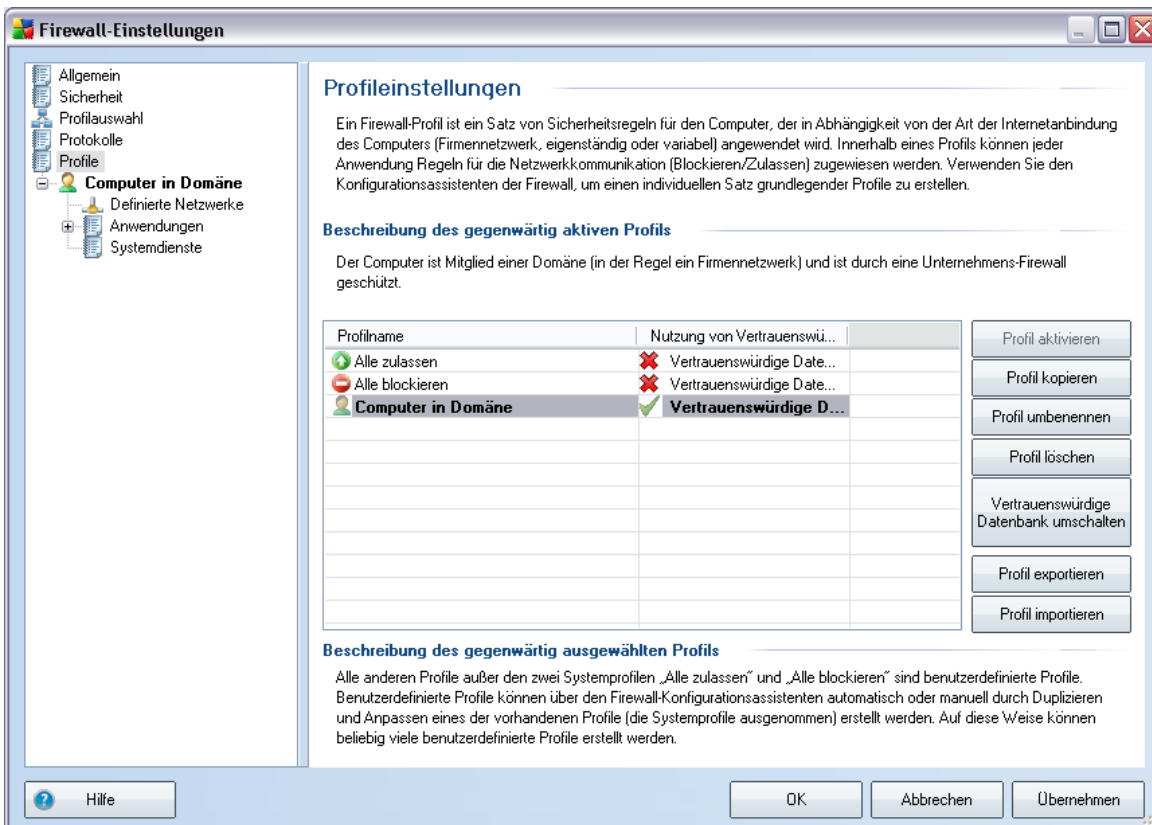 Firewall-Einstellungen
Allgemein
Sicherheit
Profilauswahl
Protokolle
Profile
Computer in Domäne
Definierte Netzwerke
Anwendungen
Systemdienste
Profileinstellungen
Ein Firewall-Profil ist ein Satz von Sicherheitsregeln für den Computer, der in Abhängigkeit von der Art der Internetanbindung
des Computers (Firmennetzwerk, eigenständig oder variabel) angewendet wird. Innerhalb eines Profils können jeder
Anwendung Regeln für die Netzwerkkommunikation (Blockieren/Zulassen) zugewiesen werden. Verwenden Sie den
Konfigurationsassistenten der Firewall, um einen individuellen Satz grundlegender Profile zu erstellen.
Beschreibung des gegenwärtig aktiven Profils
Der Computer ist Mitglied einer Domäne (in der Regel ein Firmennetzwerk) und ist durch eine Unternehmens-Firewall
geschützt.
Profilname Nutzung von Vertrauenswü...
Alle zulassen Vertrauenswürdige Date...
Alle blockieren Vertrauenswürdige Date...
Computer in Domäne Vertrauenswürdige D...
Profil aktivieren
Profil kopieren
Profil umbenennen
Profil löschen
Vertrauenswürdige
Datenbank umschalten
Profil exportieren
Profil importieren
Beschreibung des gegenwärtig ausgewählten Profils
Alle anderen Profile außer den zwei Systemprofilen „Alle zulassen" und „Alle blockieren" sind benutzerdefinierte Profile.
Benutzerdefinierte Profile können über den Firewall-Konfigurationsassistenten automatisch oder manuell durch Duplizieren
und Anpassen eines der vorhandenen Profile (die Systemprofile ausgenommen) erstellt werden. Auf diese Weise können
beliebig viele benutzerdefinierte Profile erstellt werden.
Hilfe OK Abbrechen Übernehmen